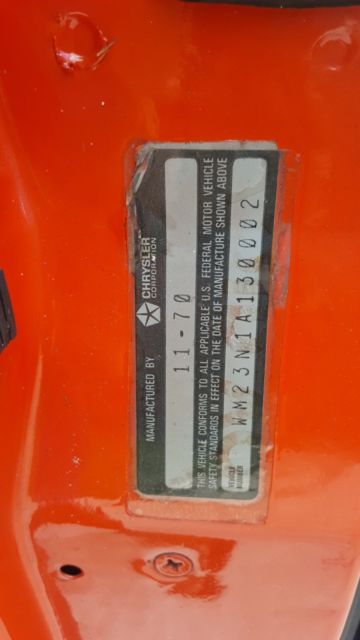 MANUFACTURED BY CHRYSLER
CORPORATION
11-70
THIS VEHICLE CONFORMS TO ALL APPLICABLE U.S. FEDERAL MOTOR VEHICLE
SAFETY STANDARDS IN EFFECT ON THE DATE OF MANUFACTURE SHOWN ABOVE
VEHICLE
NUMBER
WM23N1A130002